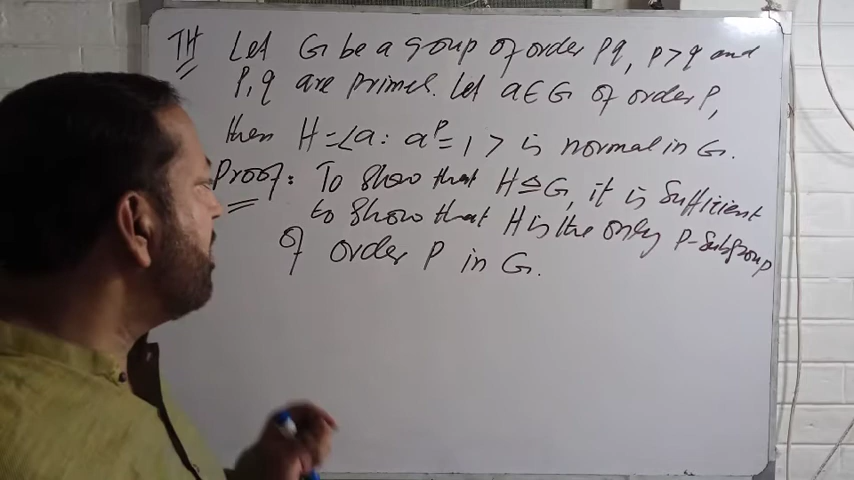 TH Let G be a group of order pq, p>q and
p, q are primes. Let a∈G of order p,
then H=<a: a^p=1> is normal in G.
Proof: To show that H⊴G, it is sufficient
to show that H is the only p-subgroup
of order p in G.